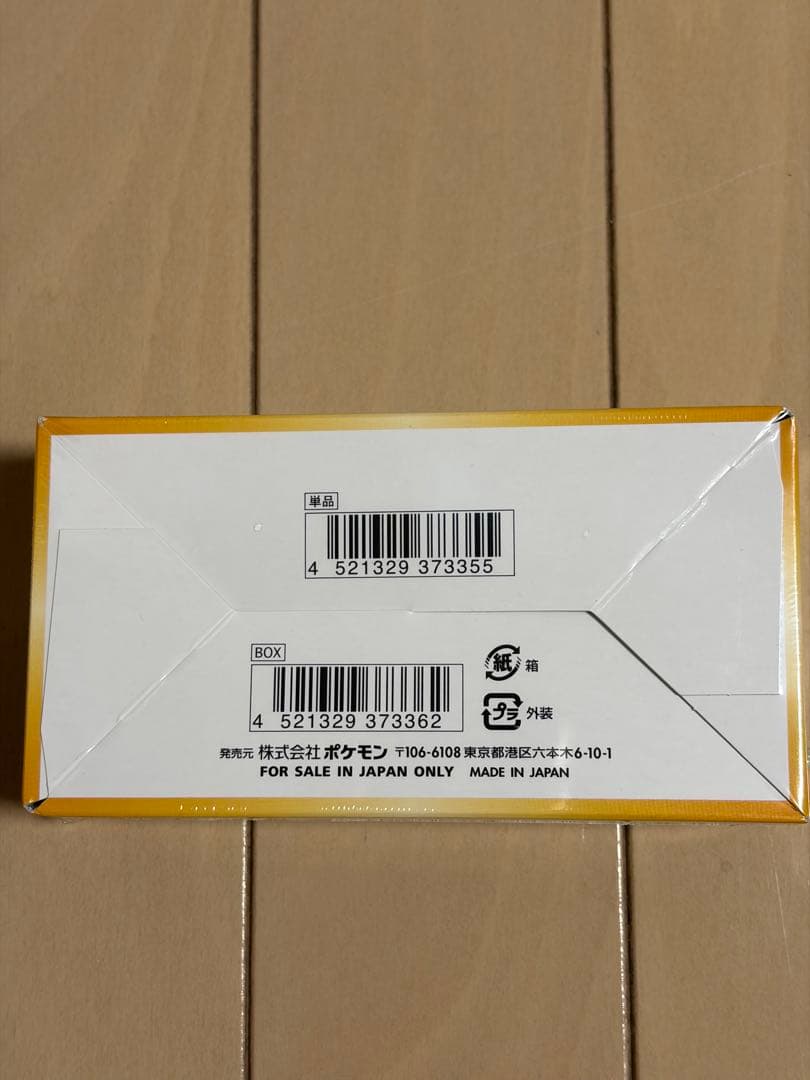 単品
4 521329 373355
BOX
4 521329 373362
紙 箱
プラ 外装
発売元 株式会社ポケモン 〒106-6108 東京都港区六本木6-10-1
FOR SALE IN JAPAN ONLY MADE IN JAPAN